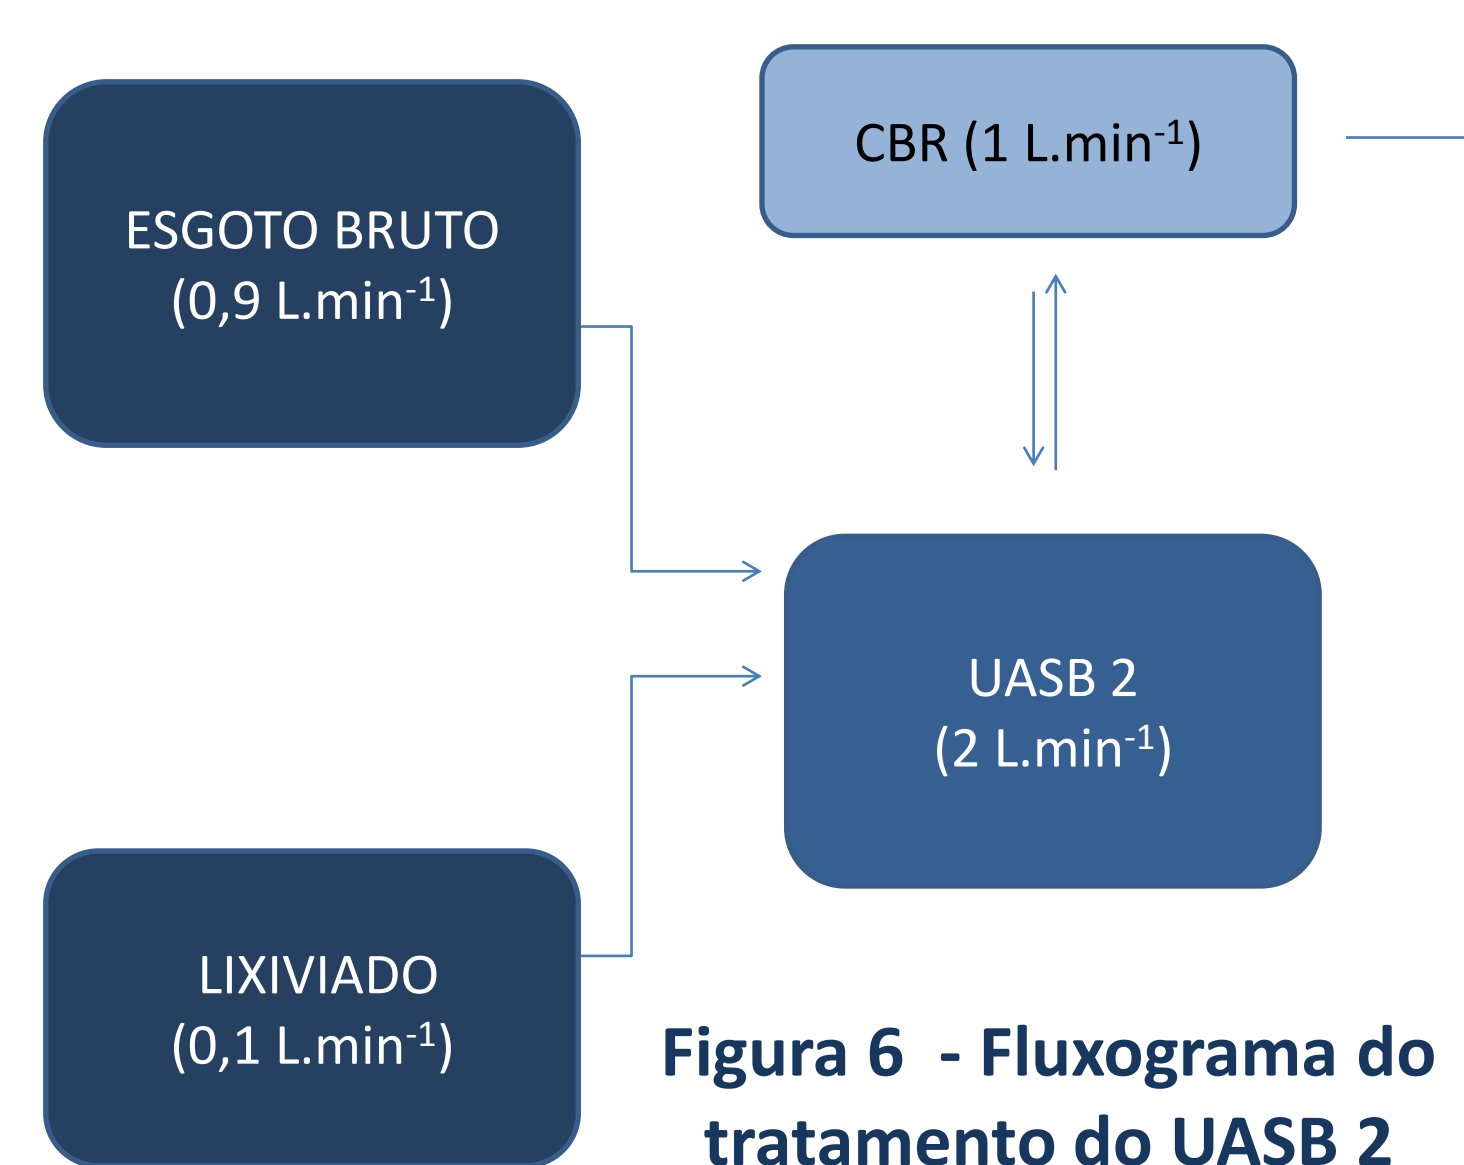 ESGOTO BRUTO
(0,9 L.min⁻¹)
CBR (1 L.min⁻¹)
UASB 2
(2 L.min⁻¹)
LIXIVIADO
(0,1 L.min⁻¹)
Figura 6 - Fluxograma do
tratamento do UASB 2